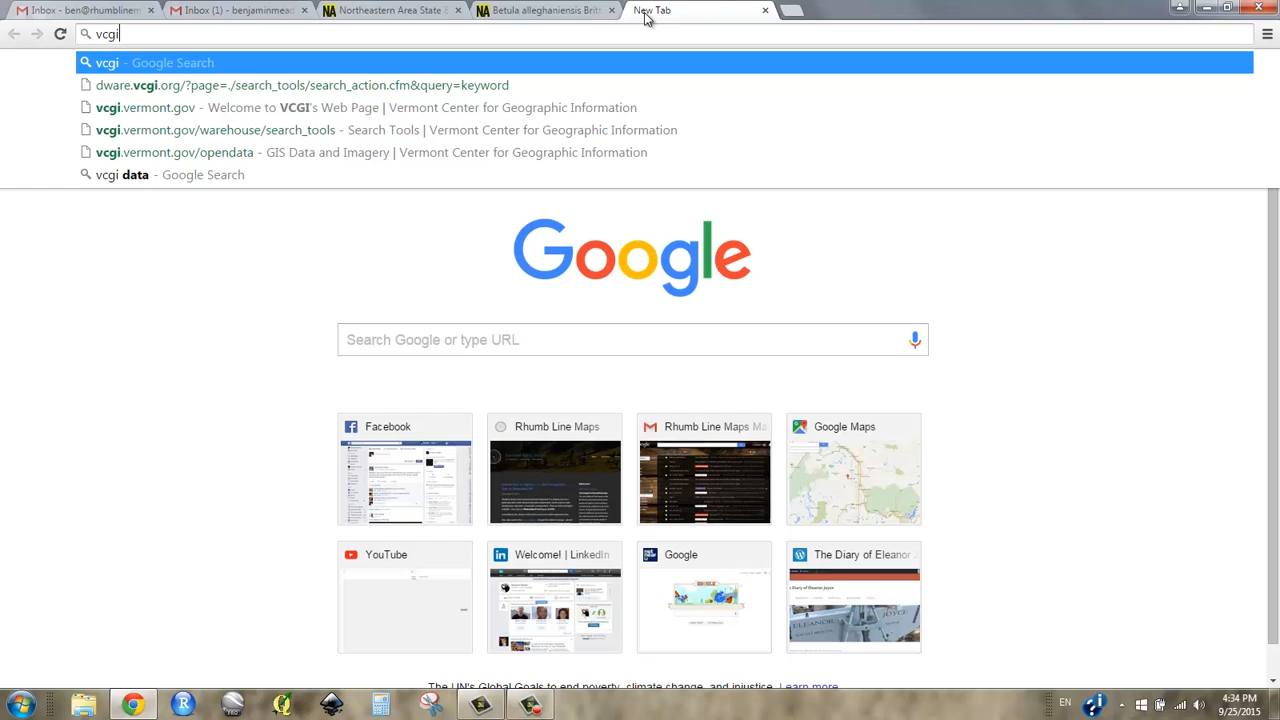 Inbox - ben@rhumblinem
Inbox (1) - benjaminmead
Northeastern Area State &
Betula alleghaniensis Britt
New Tab
vcgi
vcgi - Google Search
dware.vcgi.org/?page=./search_tools/search_action.cfm&query=keyword
vcgi.vermont.gov - Welcome to VCGI's Web Page | Vermont Center for Geographic Information
vcgi.vermont.gov/warehouse/search_tools - Search Tools | Vermont Center for Geographic Information
vcgi.vermont.gov/opendata - GIS Data and Imagery | Vermont Center for Geographic Information
vcgi data - Google Search
Google
Search Google or type URL
Facebook
Rhumb Line Maps
Rhumb Line Maps Ma
Google Maps
YouTube
Welcome! | LinkedIn
Google
The Diary of Eleanor
The UN's Global Goals to end poverty, climate change, and injustice. Learn more
EN
4:34 PM
9/25/2015